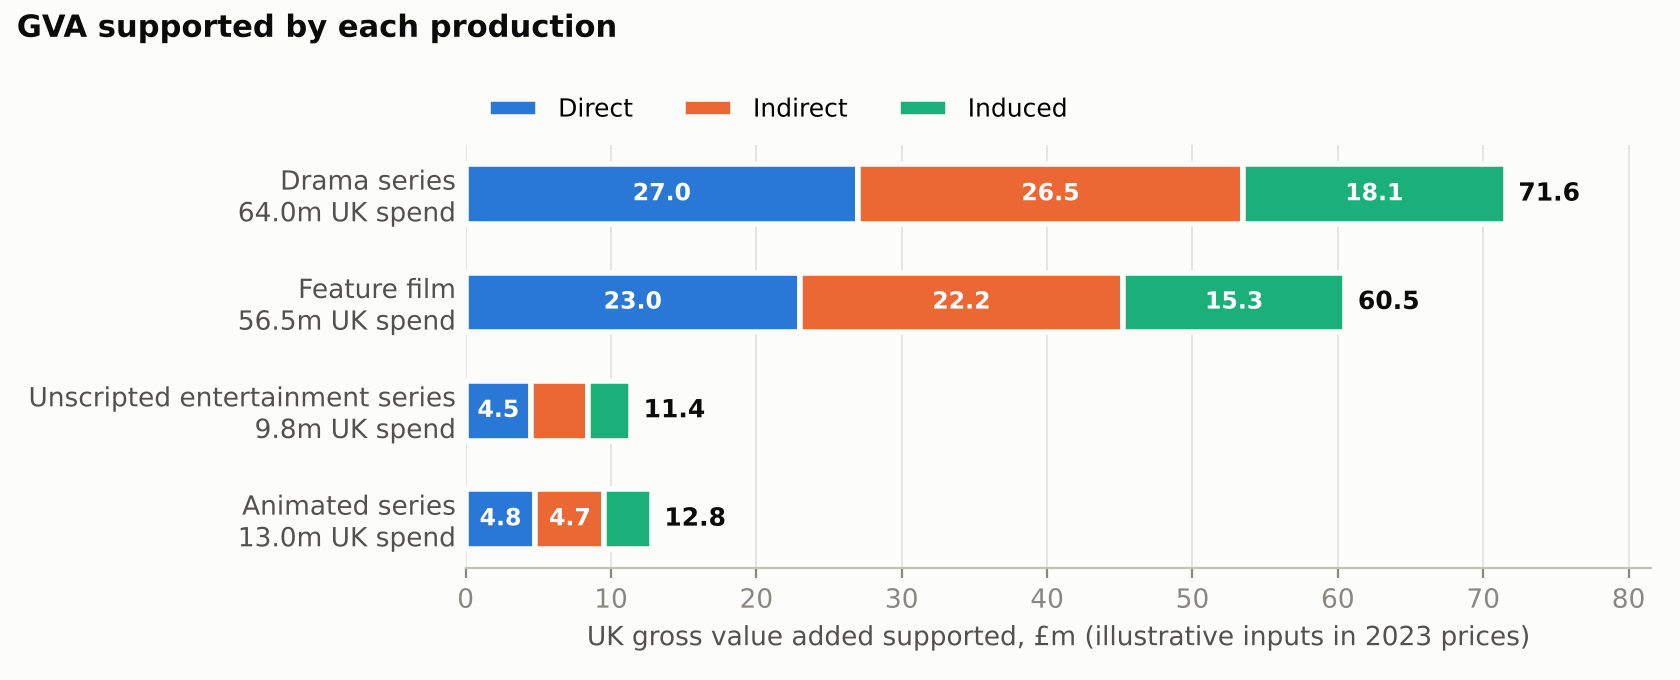 GVA supported by each production
Direct
Indirect
Induced
Drama series
64.0m UK spend
27.0
26.5
18.1
71.6
Feature film
56.5m UK spend
23.0
22.2
15.3
60.5
Unscripted entertainment series
9.8m UK spend
4.5
11.4
Animated series
13.0m UK spend
4.8
4.7
12.8
0
10
20
30
40
50
60
70
80
UK gross value added supported, £m (illustrative inputs in 2023 prices)